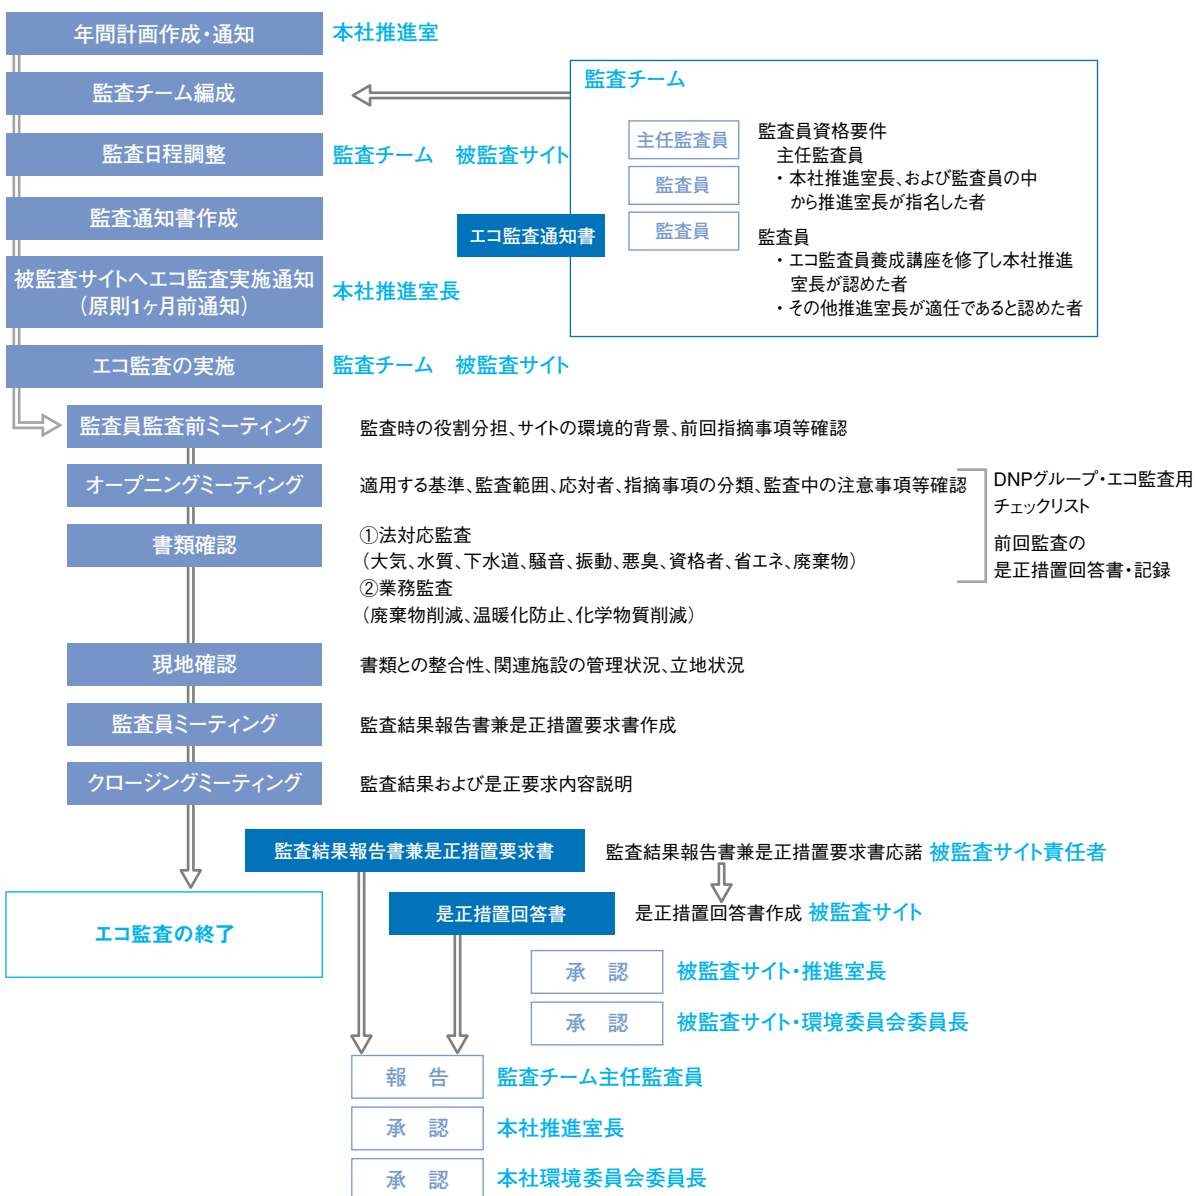 年間計画作成・通知
本社推進室
監査チーム編成
監査チーム
主任監査員
監査員
監査員
監査員資格要件
主任監査員
・本社推進室長、および監査員の中
から推進室長が指名した者
監査員
・エコ監査員養成講座を修了し本社推進
室長が認めた者
・その他推進室長が適任であると認めた者
監査日程調整
監査チーム　被監査サイト
監査通知書作成
エコ監査通知書
被監査サイトへエコ監査実施通知
（原則1ヶ月前通知）
本社推進室長
エコ監査の実施
監査チーム　被監査サイト
監査員監査前ミーティング
監査時の役割分担、サイトの環境的背景、前回指摘事項等確認
オープニングミーティング
適用する基準、監査範囲、応対者、指摘事項の分類、監査中の注意事項等確認
DNPグループ・エコ監査用
チェックリスト
前回監査の
是正措置回答書・記録
書類確認
①法対応監査
（大気、水質、下水道、騒音、振動、悪臭、資格者、省エネ、廃棄物）
②業務監査
（廃棄物削減、温暖化防止、化学物質削減）
現地確認
書類との整合性、関連施設の管理状況、立地状況
監査員ミーティング
監査結果報告書兼是正措置要求書作成
クロージングミーティング
監査結果および是正要求内容説明
監査結果報告書兼是正措置要求書
監査結果報告書兼是正措置要求書応諾 被監査サイト責任者
是正措置回答書
是正措置回答書作成 被監査サイト
エコ監査の終了
承　認
被監査サイト・推進室長
承　認
被監査サイト・環境委員会委員長
報　告
監査チーム主任監査員
承　認
本社推進室長
承　認
本社環境委員会委員長